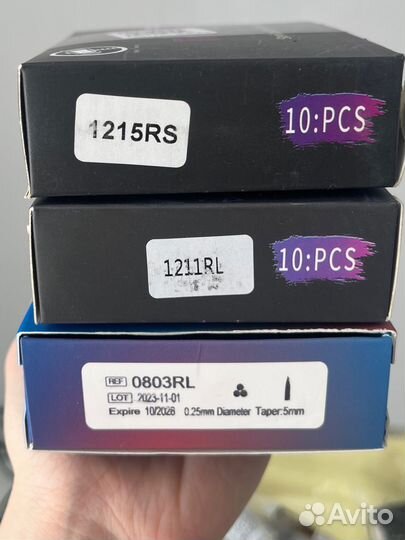 1215RS
10:PCS
1211RL
10:PCS
REF 0803RL
LOT 2023-11-01
Expire 10/2028 0.25mm Diameter Taper:5mm
Avito